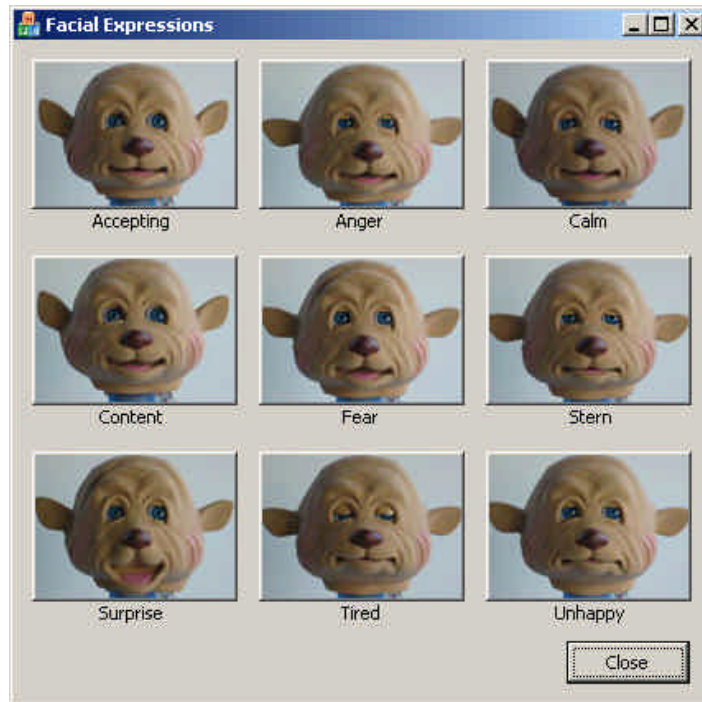 Facial Expressions
Accepting
Anger
Calm
Content
Fear
Stern
Surprise
Tired
Unhappy
Close